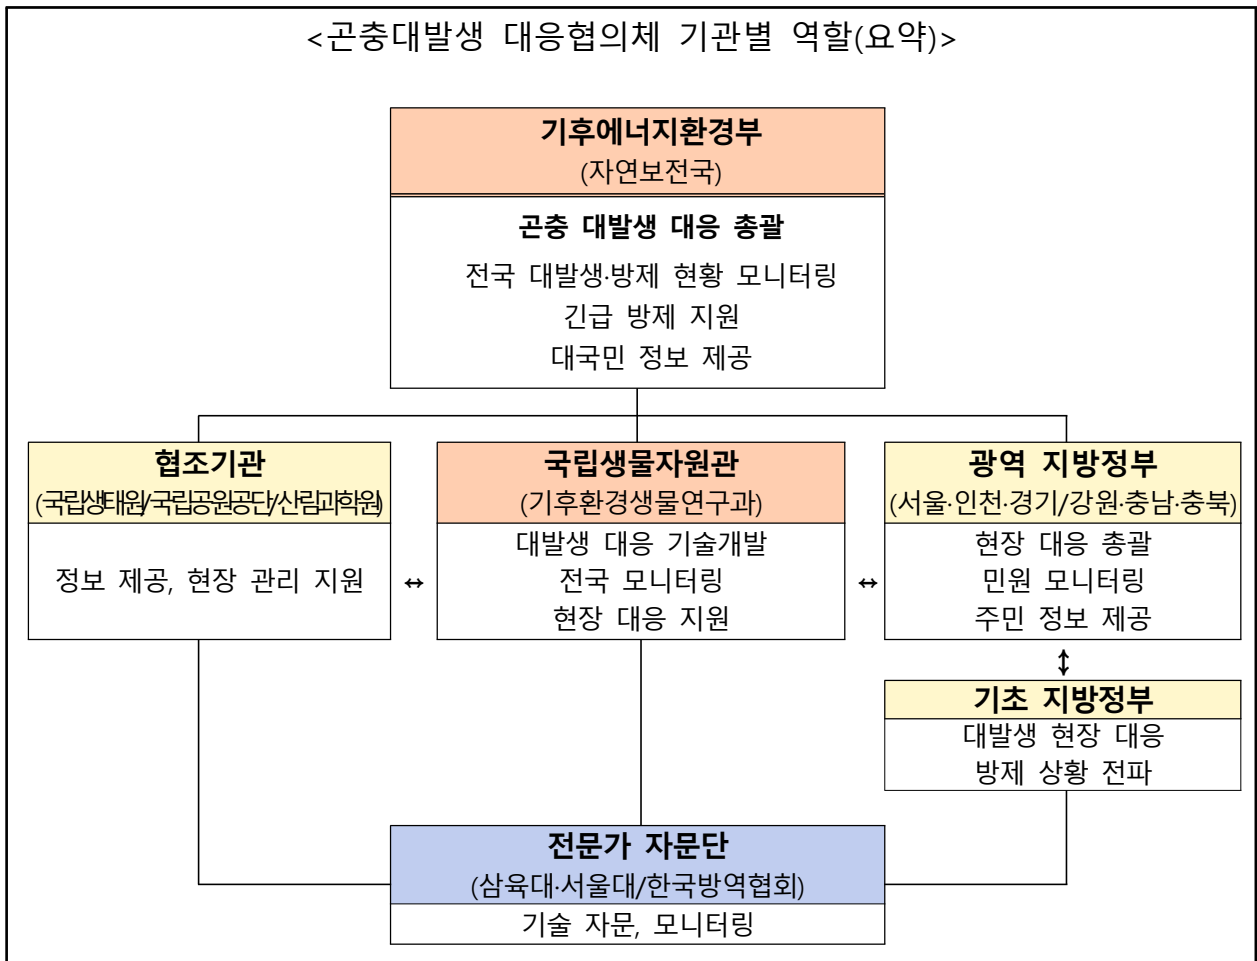 <곤충대발생 대응협의체 기관별 역할(요약)>
기후에너지환경부
(자연보전국)
곤충 대발생 대응 총괄
전국 대발생·방제 현황 모니터링
긴급 방제 지원
대국민 정보 제공
협조기관
(국립생태원/국립공원공단/산림과학원)
정보 제공, 현장 관리 지원
↔
국립생물자원관
(기후환경생물연구과)
대발생 대응 기술개발
전국 모니터링
현장 대응 지원
↔
광역 지방정부
(서울·인천·경기/강원·충남·충북)
현장 대응 총괄
민원 모니터링
주민 정보 제공
↕
기초 지방정부
대발생 현장 대응
방제 상황 전파
전문가 자문단
(삼육대·서울대/한국방역협회)
기술 자문, 모니터링